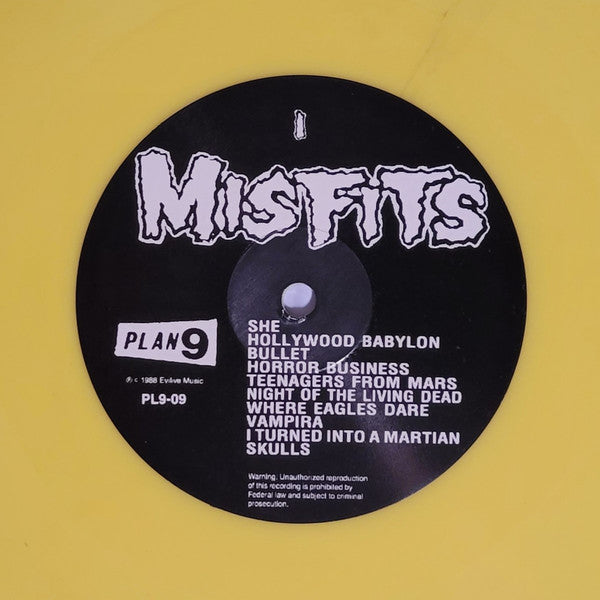 I
MISFITS
PLAN 9
℗ c 1988 Evilive Music
PL9-09
SHE
HOLLYWOOD BABYLON
BULLET
HORROR BUSINESS
TEENAGERS FROM MARS
NIGHT OF THE LIVING DEAD
WHERE EAGLES DARE
VAMPIRA
I TURNED INTO A MARTIAN
SKULLS
Warning. Unauthorized reproduction
of this recording is prohibited by
Federal law and subject to criminal
prosecution.